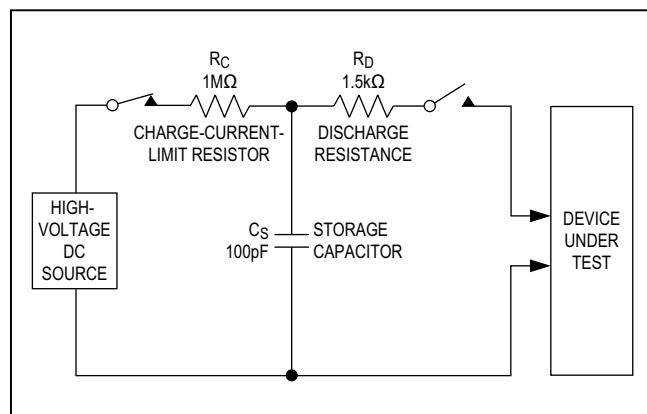 RC
1MΩ
CHARGE-CURRENT-
LIMIT RESISTOR
RD
1.5kΩ
DISCHARGE
RESISTANCE
HIGH-
VOLTAGE
DC
SOURCE
CS
100pF
STORAGE
CAPACITOR
DEVICE
UNDER
TEST